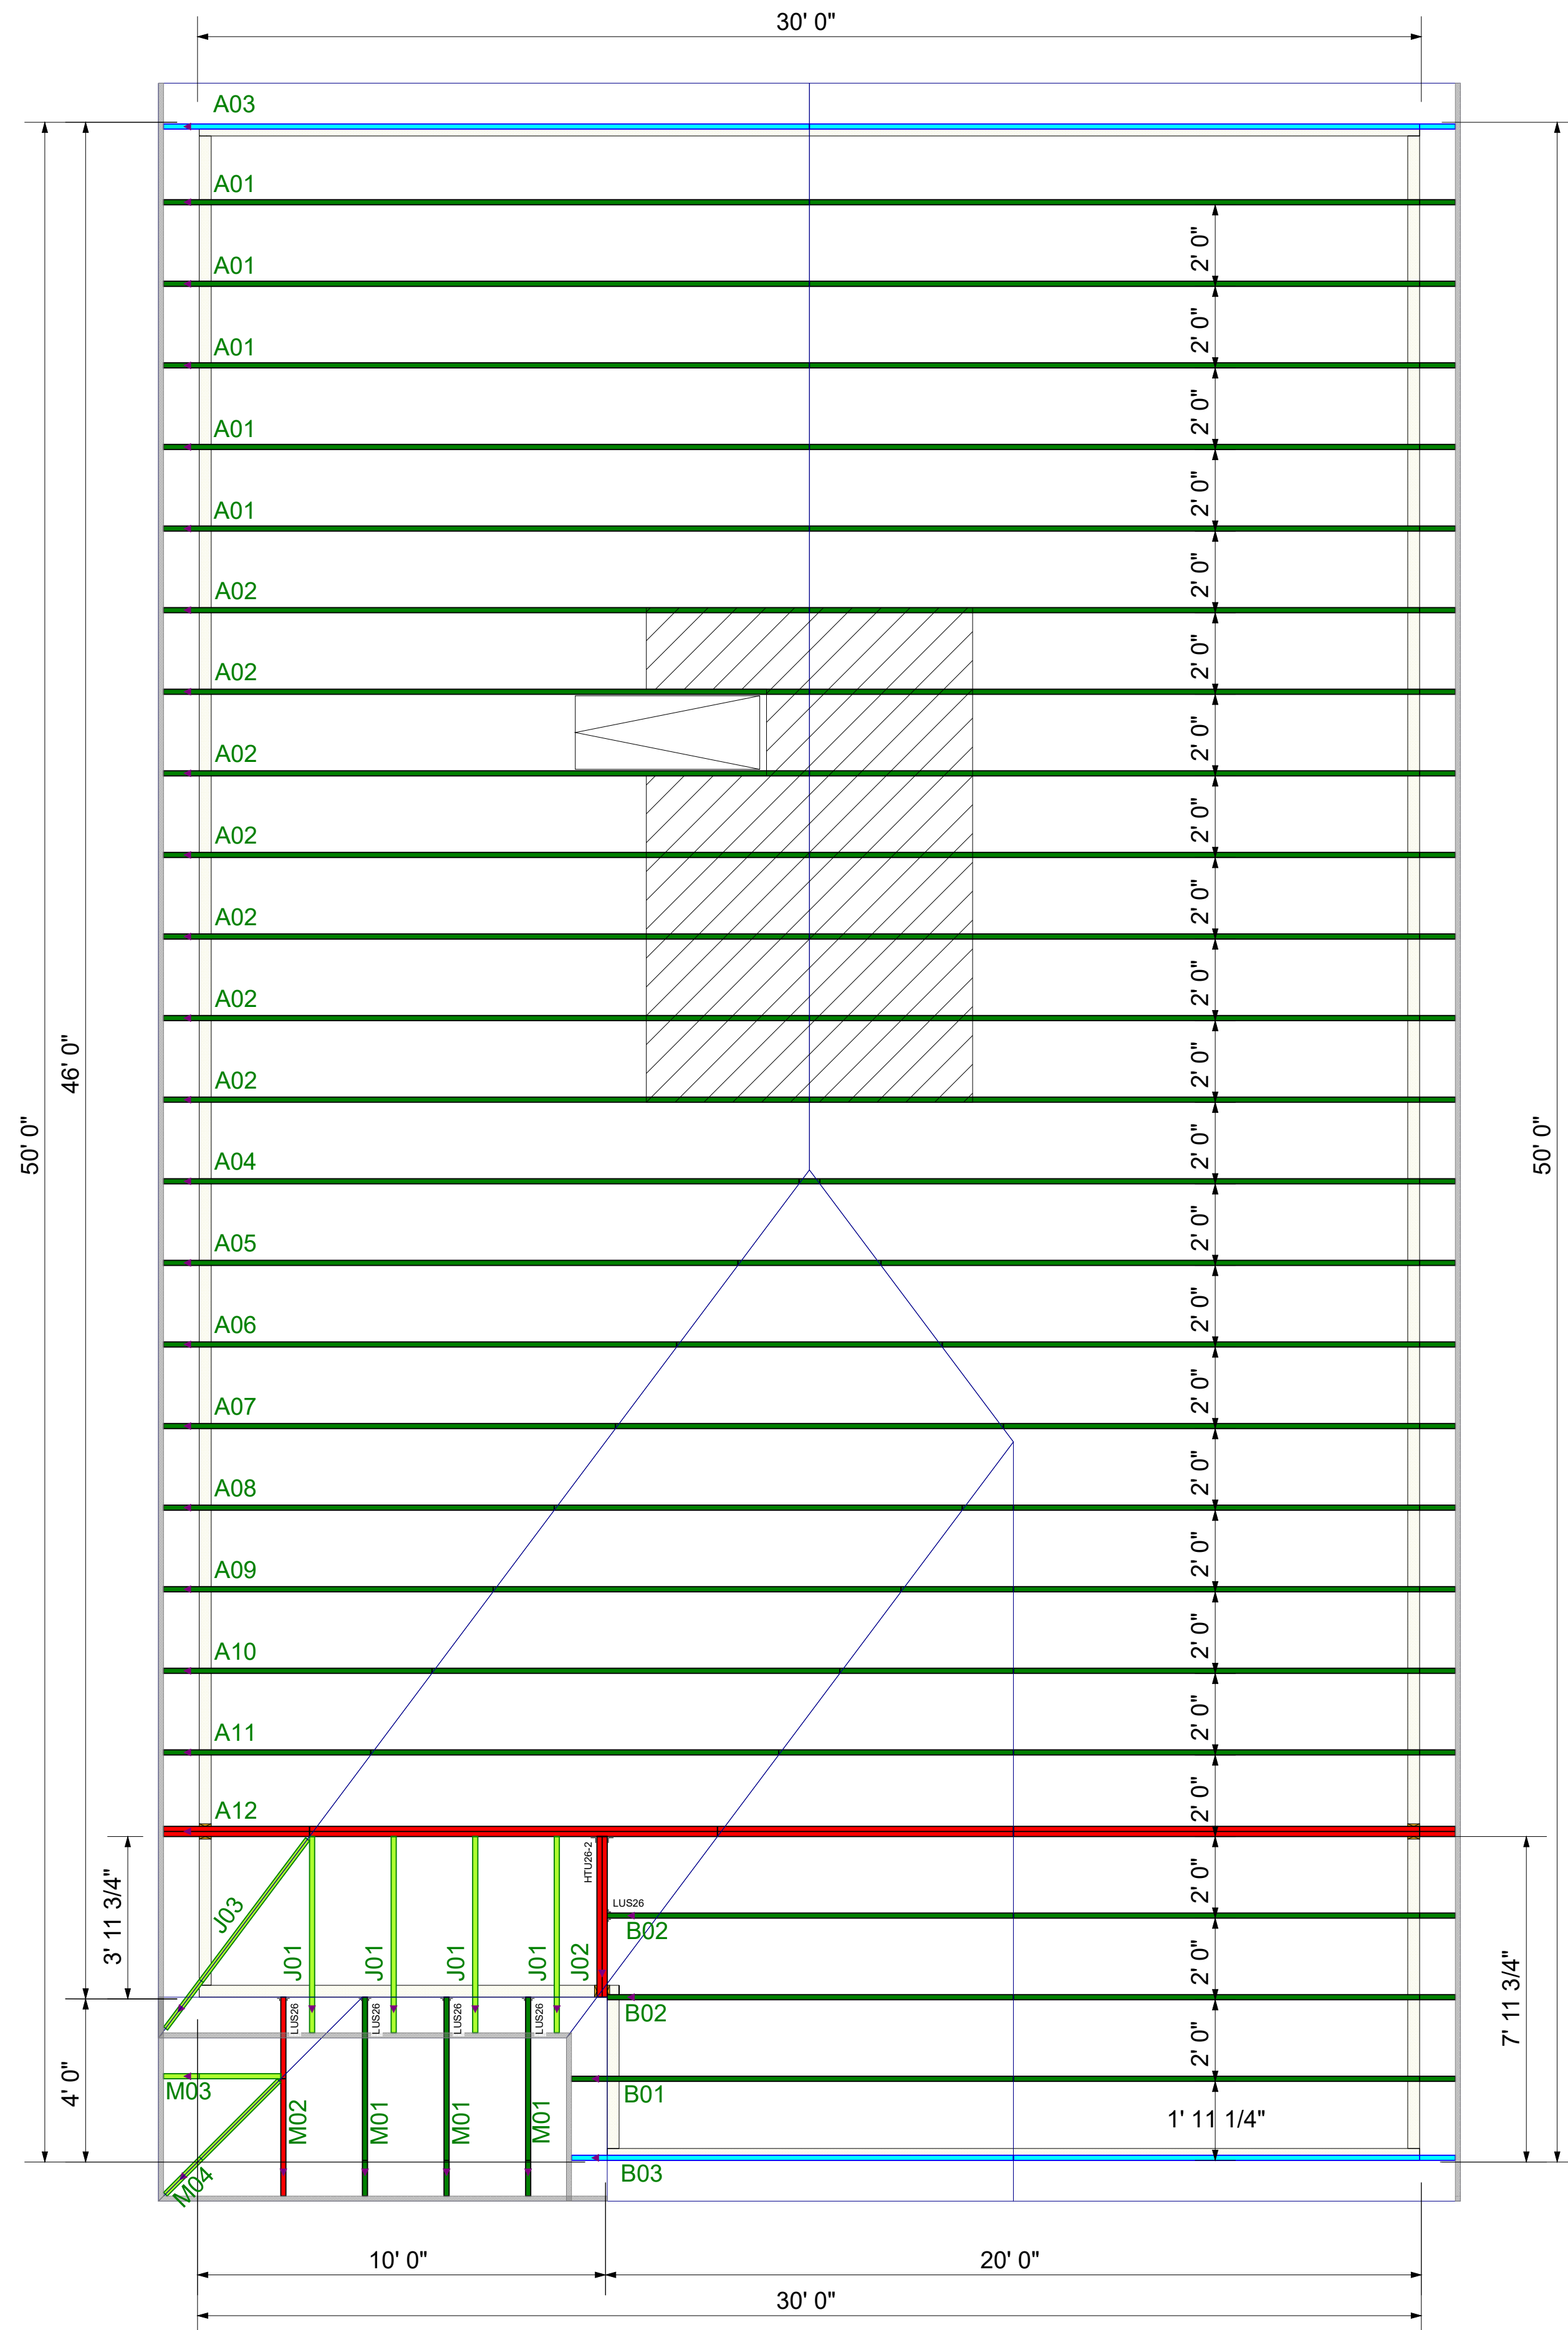 30' 0"
A03
A01
2' 0"
A01
2' 0"
A01
2' 0"
A01
2' 0"
A01
2' 0"
A02
2' 0"
A02
2' 0"
A02
2' 0"
A02
2' 0"
A02
2' 0"
A02
2' 0"
46' 0"
A02
50' 0"
50' 0"
2' 0"
A04
2' 0"
A05
2' 0"
A06
2' 0"
A07
2' 0"
A08
2' 0"
A09
2' 0"
A10
2' 0"
A11
2' 0"
A12
HTU26-2
2' 0"
LUS26
J03
3' 11 3/4"
B02
J01
J01
J01
J01
J02
2' 0"
7' 11 3/4"
LUS26
LUS26
LUS26
LUS26
B02
2' 0"
4' 0"
M03
B01
M02
M01
M01
M01
1' 11 1/4"
M04
B03
10' 0"
20' 0"
30' 0"